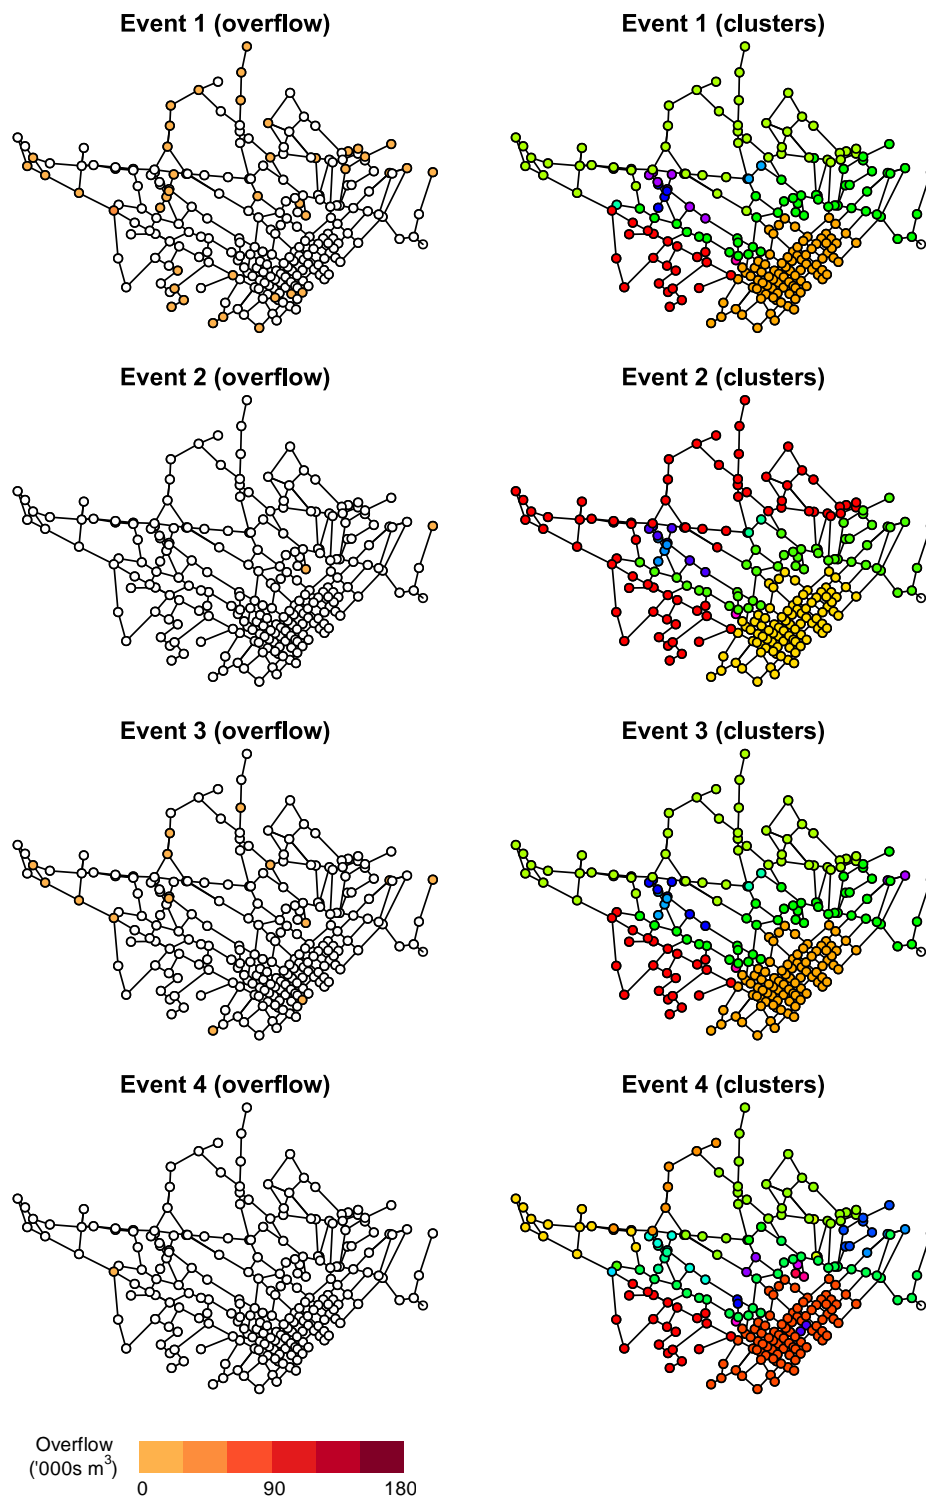 Event 1 (overflow)
Event 1 (clusters)
Event 2 (overflow)
Event 2 (clusters)
Event 3 (overflow)
Event 3 (clusters)
Event 4 (overflow)
Event 4 (clusters)
Overflow
('000s m³)
0 90 180